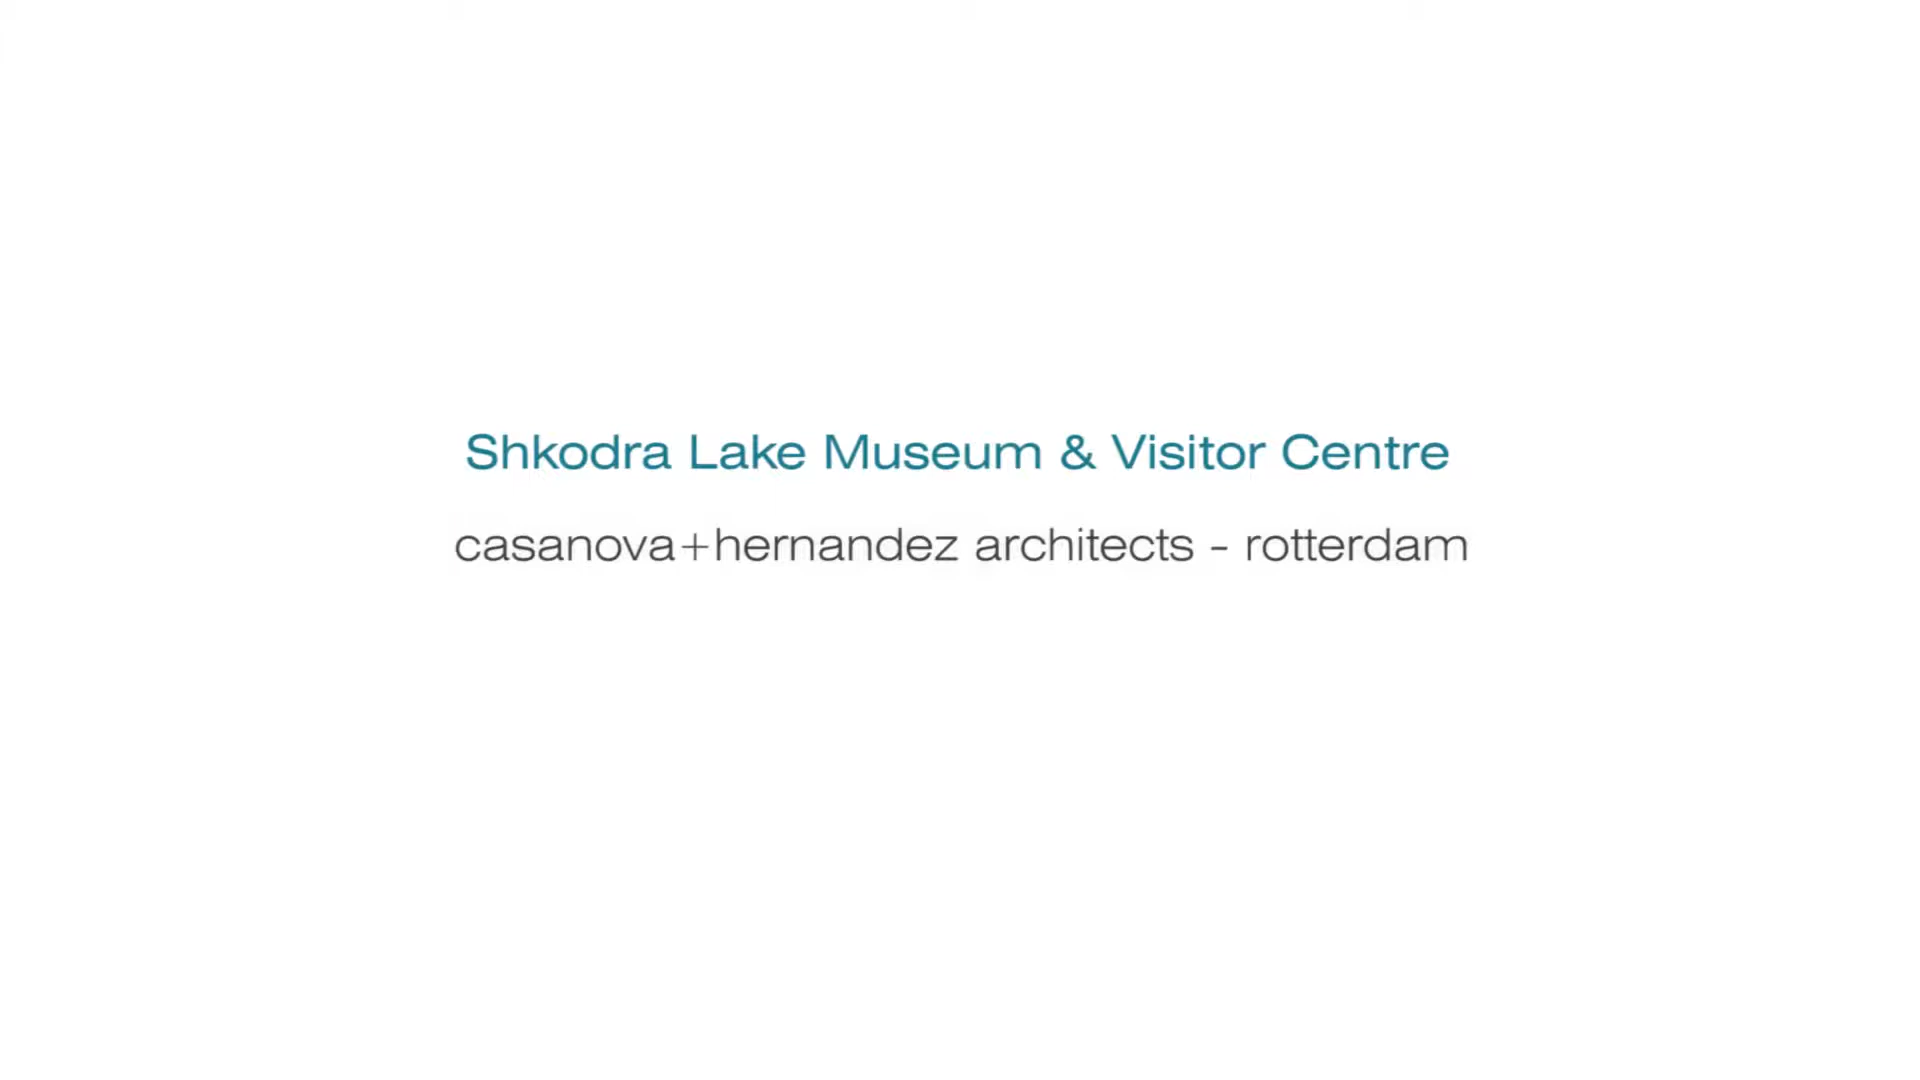 Shkodra Lake Museum & Visitor Centre
casanova+hernandez architects - rotterdam